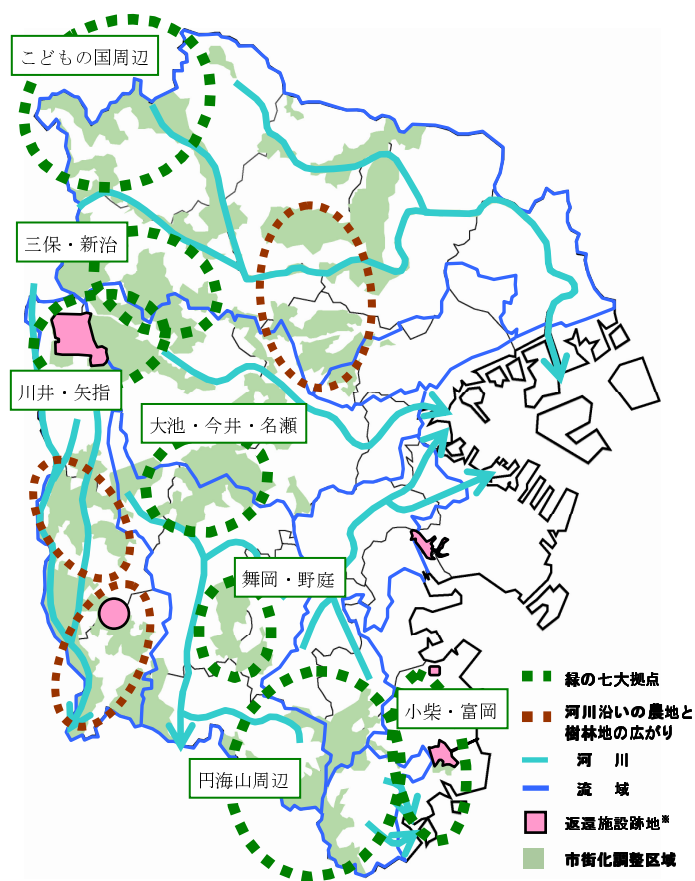 こどもの国周辺
三保・新治
川井・矢指
大池・今井・名瀬
舞岡・野庭
小柴・富岡
円海山周辺
緑の七大拠点
河川沿いの農地と
樹林地の広がり
河 川
流 域
返還施設跡地※
市街化調整区域